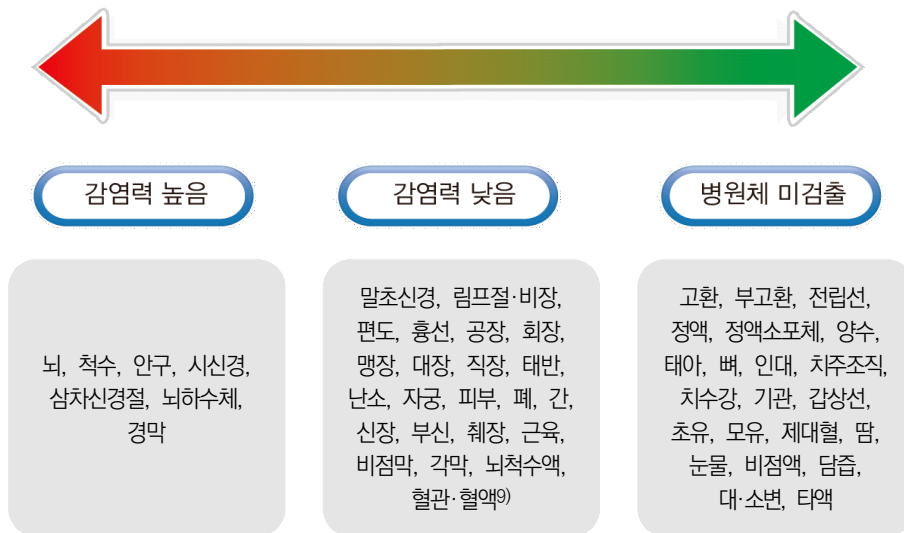 감염력 높음
감염력 낮음
병원체 미검출
뇌, 척수, 안구, 시신경,
삼차신경절, 뇌하수체,
경막
말초신경, 림프절·비장,
편도, 흉선, 공장, 회장,
맹장, 대장, 직장, 태반,
난소, 자궁, 피부, 폐, 간,
신장, 부신, 췌장, 근육,
비점막, 각막, 뇌척수액,
혈관·혈액9)
고환, 부고환, 전립선,
정액, 정액소포체, 양수,
태아, 뼈, 인대, 치주조직,
치수강, 기관, 갑상선,
초유, 모유, 제대혈, 땀,
눈물, 비점액, 담즙,
대·소변, 타액